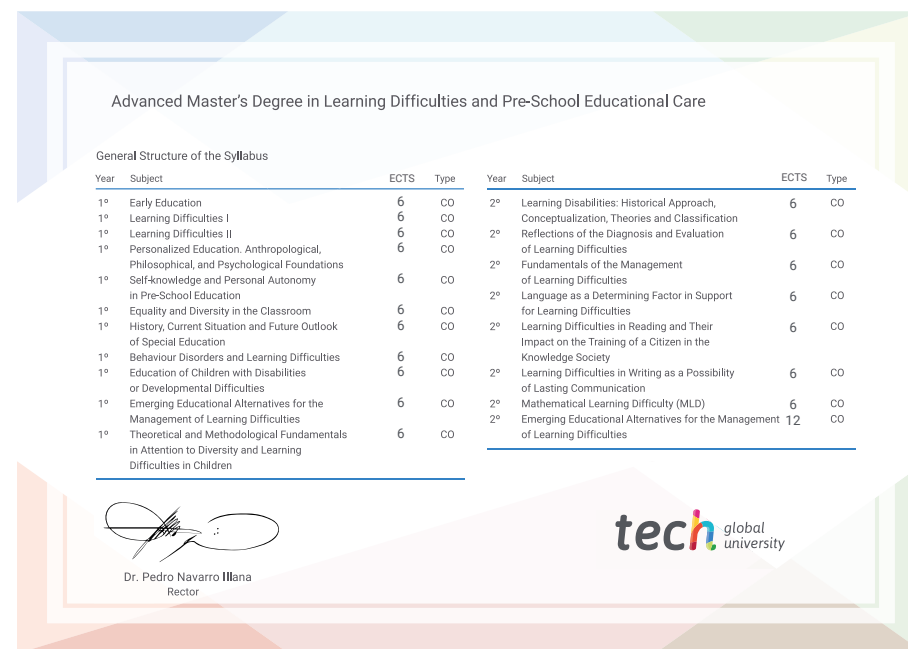 Advanced Master's Degree in Learning Difficulties and Pre-School Educational Care
General Structure of the Syllabus
Year Subject ECTS Type
1º Early Education 6 CO
1º Learning Difficulties I 6 CO
1º Learning Difficulties II 6 CO
1º Personalized Education. Anthropological, 6 CO
Philosophical, and Psychological Foundations
1º Self-knowledge and Personal Autonomy 6 CO
in Pre-School Education
1º Equality and Diversity in the Classroom 6 CO
1º History, Current Situation and Future Outlook 6 CO
of Special Education
1º Behaviour Disorders and Learning Difficulties 6 CO
1º Education of Children with Disabilities 6 CO
or Developmental Difficulties
1º Emerging Educational Alternatives for the 6 CO
Management of Learning Difficulties
1º Theoretical and Methodological Fundamentals 6 CO
in Attention to Diversity and Learning
Difficulties in Children
Year Subject ECTS Type
2º Learning Disabilities: Historical Approach, 6 CO
Conceptualization, Theories and Classification
2º Reflections of the Diagnosis and Evaluation 6 CO
of Learning Difficulties
2º Fundamentals of the Management 6 CO
of Learning Difficulties
2º Language as a Determining Factor in Support 6 CO
for Learning Difficulties
2º Learning Difficulties in Reading and Their 6 CO
Impact on the Training of a Citizen in the
Knowledge Society
2º Learning Difficulties in Writing as a Possibility 6 CO
of Lasting Communication
2º Mathematical Learning Difficulty (MLD) 6 CO
2º Emerging Educational Alternatives for the Management 12 CO
of Learning Difficulties
Dr. Pedro Navarro Illana
Rector
tech global
university